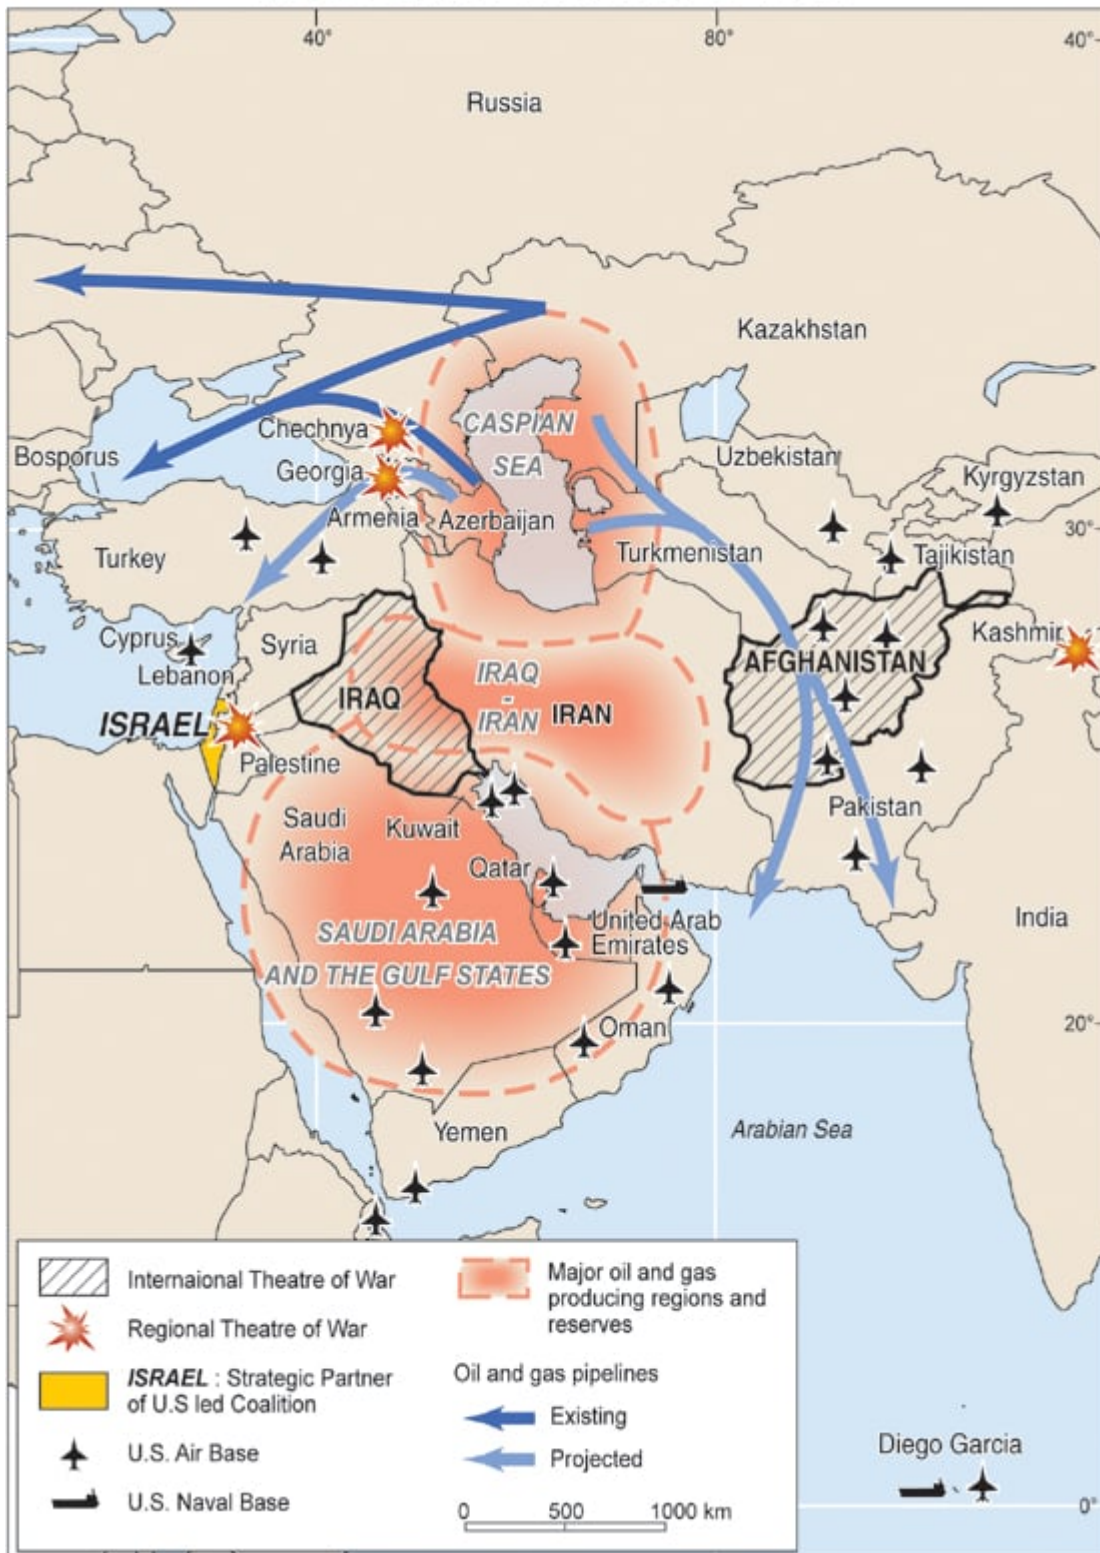 40°
80°
40°
Russia
Kazakhstan
CASPIAN
SEA
Chechnya
Bosporus
Georgia
Uzbekistan
Kyrgyzstan
Armenia
Azerbaijan
30°
Turkey
Turkmenistan
Tajikistan
Cyprus
Syria
Kashmir
Lebanon
AFGHANISTAN
IRAQ
IRAQ
-
IRAN
IRAN
ISRAEL
Palestine
Saudi
Arabia
Kuwait
Pakistan
Qatar
United Arab
Emirates
India
SAUDI ARABIA
AND THE GULF STATES
Oman
20°
Yemen
Arabian Sea
Internaional Theatre of War
Regional Theatre of War
ISRAEL : Strategic Partner
of U.S led Coalition
U.S. Air Base
U.S. Naval Base
Major oil and gas
producing regions and
reserves
Oil and gas pipelines
Existing
Projected
0 500 1000 km
Diego Garcia
0°